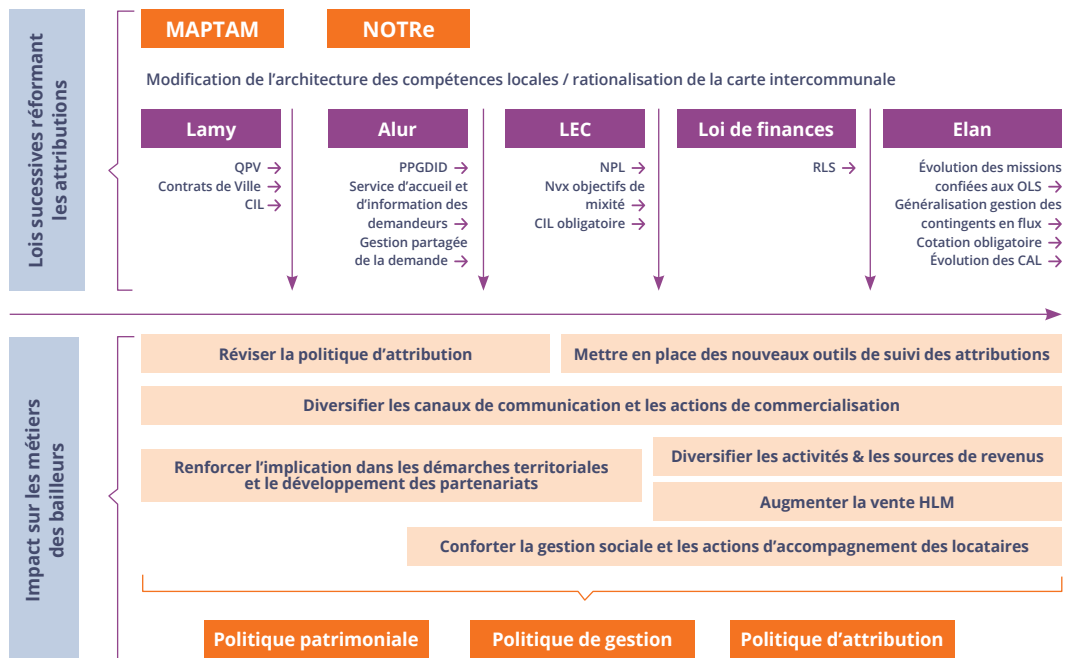 Lois sucessives réformant
les attributions
MAPTAM
NOTRe
Modification de l’architecture des compétences locales / rationalisation de la carte intercommunale
Lamy
QPV →
Contrats de Ville →
CIL →
Alur
PPGDID →
Service d’accueil et
d’information des
demandeurs →
Gestion partagée
de la demande →
LEC
NPL →
Nvx objectifs de
mixité →
CIL obligatoire →
Loi de finances
RLS →
Elan
Évolution des missions
confiées aux OLS →
Généralisation gestion des
contingents en flux →
Cotation obligatoire →
Évolution des CAL →
Impact sur les métiers
des bailleurs
Réviser la politique d’attribution
Mettre en place des nouveaux outils de suivi des attributions
Diversifier les canaux de communication et les actions de commercialisation
Renforcer l’implication dans les démarches territoriales
et le développement des partenariats
Diversifier les activités & les sources de revenus
Augmenter la vente HLM
Conforter la gestion sociale et les actions d’accompagnement des locataires
Politique patrimoniale
Politique de gestion
Politique d’attribution